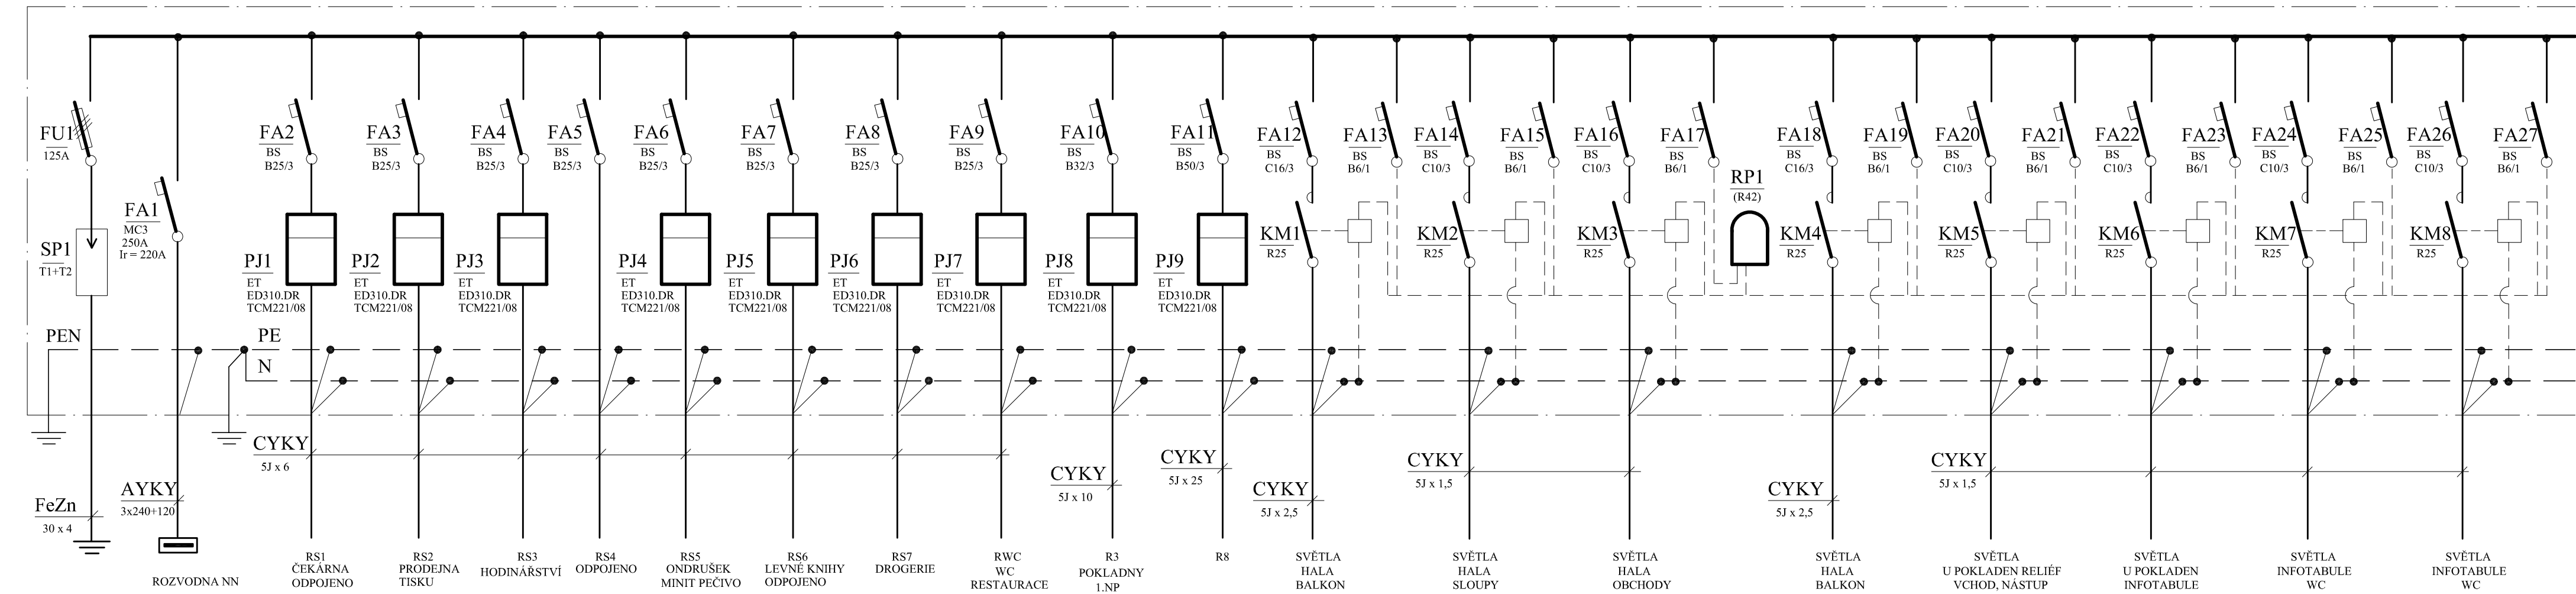 FU1
125A
SP1
T1+T2
PEN
FeZn
30 x 4
FA1
MC3
250A
Ir = 220A
AYKY
3x240+120
ROZVODNA NN
PE
N
FA2
BS
B25/3
PJ1
ET
ED310.DR
TCM221/08
CYKY
5J x 6
RS1
ČEKÁRNA
ODPOJENO
FA3
BS
B25/3
PJ2
ET
ED310.DR
TCM221/08
RS2
PRODEJNA
TISKU
FA4
BS
B25/3
PJ3
ET
ED310.DR
TCM221/08
RS3
HODINÁŘSTVÍ
FA5
BS
B25/3
RS4
ODPOJENO
FA6
BS
B25/3
PJ4
ET
ED310.DR
TCM221/08
RS5
ONDRUŠEK
MINIT PEČIVO
FA7
BS
B25/3
PJ5
ET
ED310.DR
TCM221/08
RS6
LEVNÉ KNIHY
ODPOJENO
FA8
BS
B25/3
PJ6
ET
ED310.DR
TCM221/08
RS7
DROGERIE
FA9
BS
B25/3
PJ7
ET
ED310.DR
TCM221/08
RWC
WC
RESTAURACE
FA10
BS
B32/3
PJ8
ET
ED310.DR
TCM221/08
CYKY
5J x 10
R3
POKLADNY
1.NP
FA11
BS
B50/3
PJ9
ET
ED310.DR
TCM221/08
CYKY
5J x 25
R8
FA12
BS
C16/3
KM1
R25
CYKY
5J x 2,5
SVĚTLA
HALA
BALKON
FA13
BS
B6/1
FA14
BS
C10/3
KM2
R25
CYKY
5J x 1,5
SVĚTLA
HALA
SLOUPY
FA15
BS
B6/1
FA16
BS
C10/3
KM3
R25
SVĚTLA
HALA
OBCHODY
FA17
BS
B6/1
RP1
(R42)
FA18
BS
C16/3
KM4
R25
CYKY
5J x 2,5
SVĚTLA
HALA
BALKON
FA19
BS
B6/1
FA20
BS
C10/3
KM5
R25
CYKY
5J x 1,5
SVĚTLA
U POKLADEN RELIÉF
VCHOD, NÁSTUP
FA21
BS
B6/1
FA22
BS
C10/3
KM6
R25
SVĚTLA
U POKLADEN
INFOTABULE
FA23
BS
B6/1
FA24
BS
C10/3
KM7
R25
SVĚTLA
INFOTABULE
WC
FA25
BS
B6/1
FA26
BS
C10/3
KM8
R25
SVĚTLA
INFOTABULE
WC
FA27
BS
B6/1